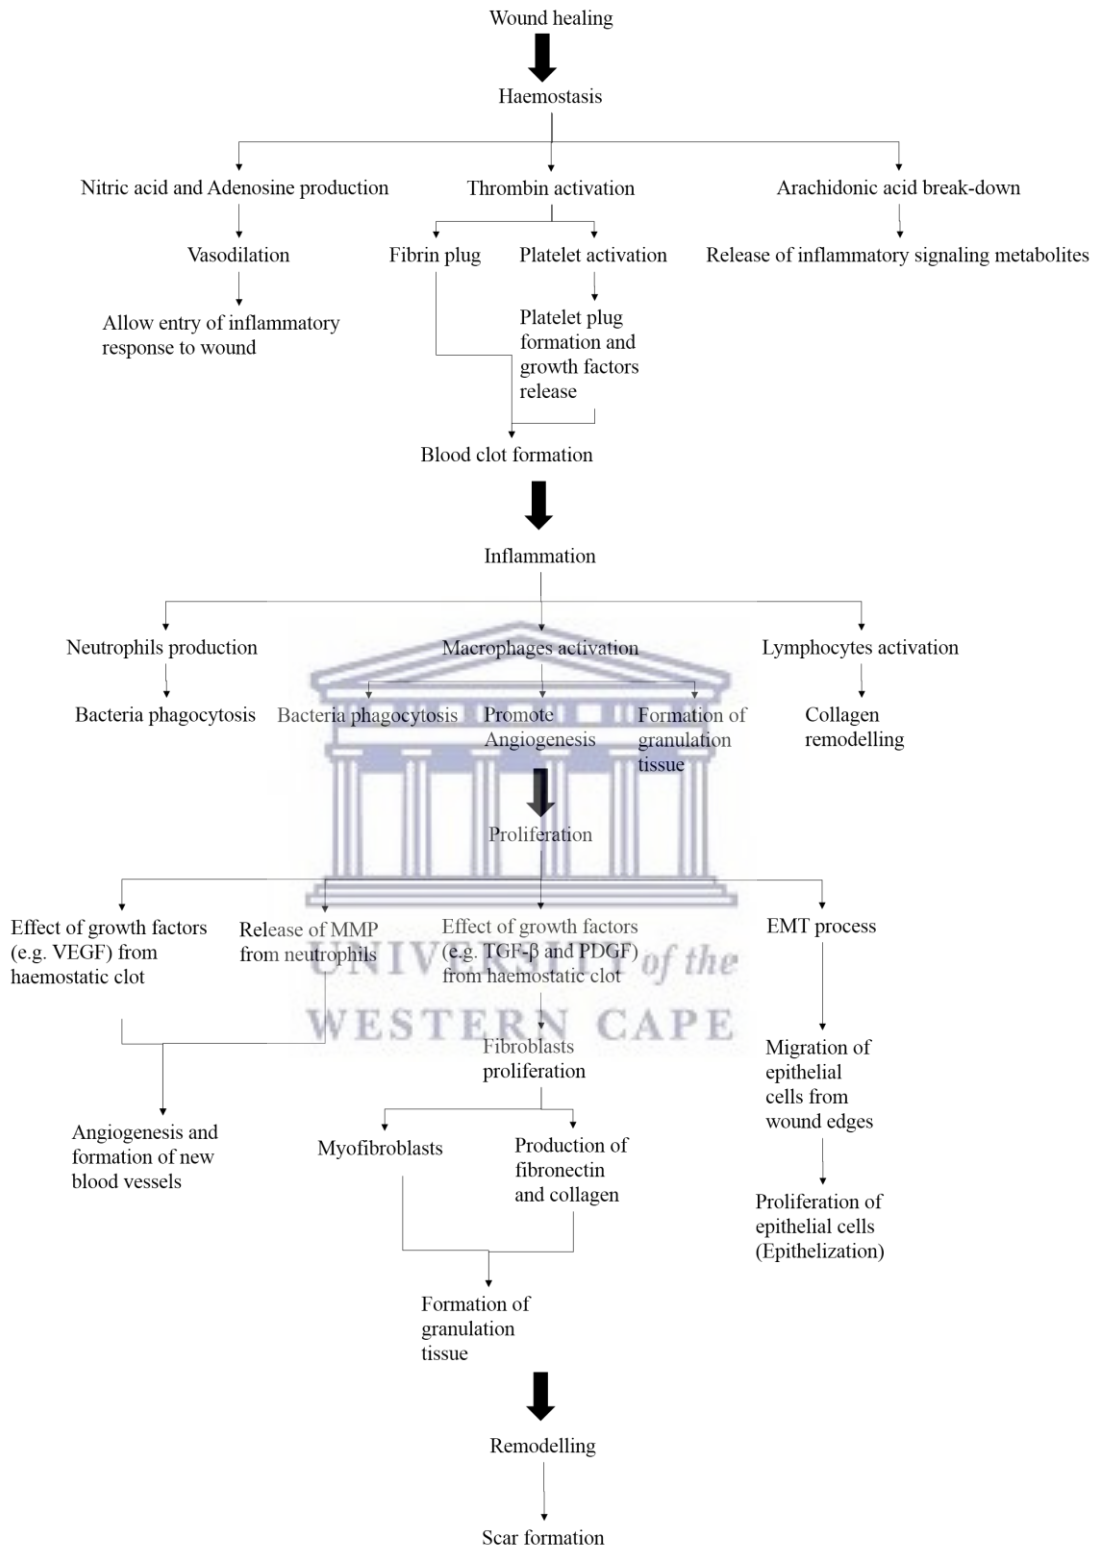 Wound healing
Haemostasis
Nitric acid and Adenosine production
Thrombin activation
Arachidonic acid break-down
Vasodilation
Fibrin plug
Platelet activation
Release of inflammatory signaling metabolites
Allow entry of inflammatory
response to wound
Platelet plug
formation and
growth factors
release
Blood clot formation
Inflammation
Neutrophils production
Macrophages activation
Lymphocytes activation
Bacteria phagocytosis
Bacteria phagocytosis
Promote
Angiogenesis
Formation of
granulation
tissue
Collagen
remodelling
Proliferation
Effect of growth factors
(e.g. VEGF) from
haemostatic clot
Release of MMP
from neutrophils
Effect of growth factors
(e.g. TGF-β and PDGF)
from haemostatic clot
EMT process
UNIVERSITY of the
WESTERN CAPE
Fibroblasts
proliferation
Migration of
epithelial
cells from
wound edges
Angiogenesis and
formation of new
blood vessels
Myofibroblasts
Production of
fibronectin
and collagen
Proliferation of
epithelial cells
(Epithelization)
Formation of
granulation
tissue
Remodelling
Scar formation